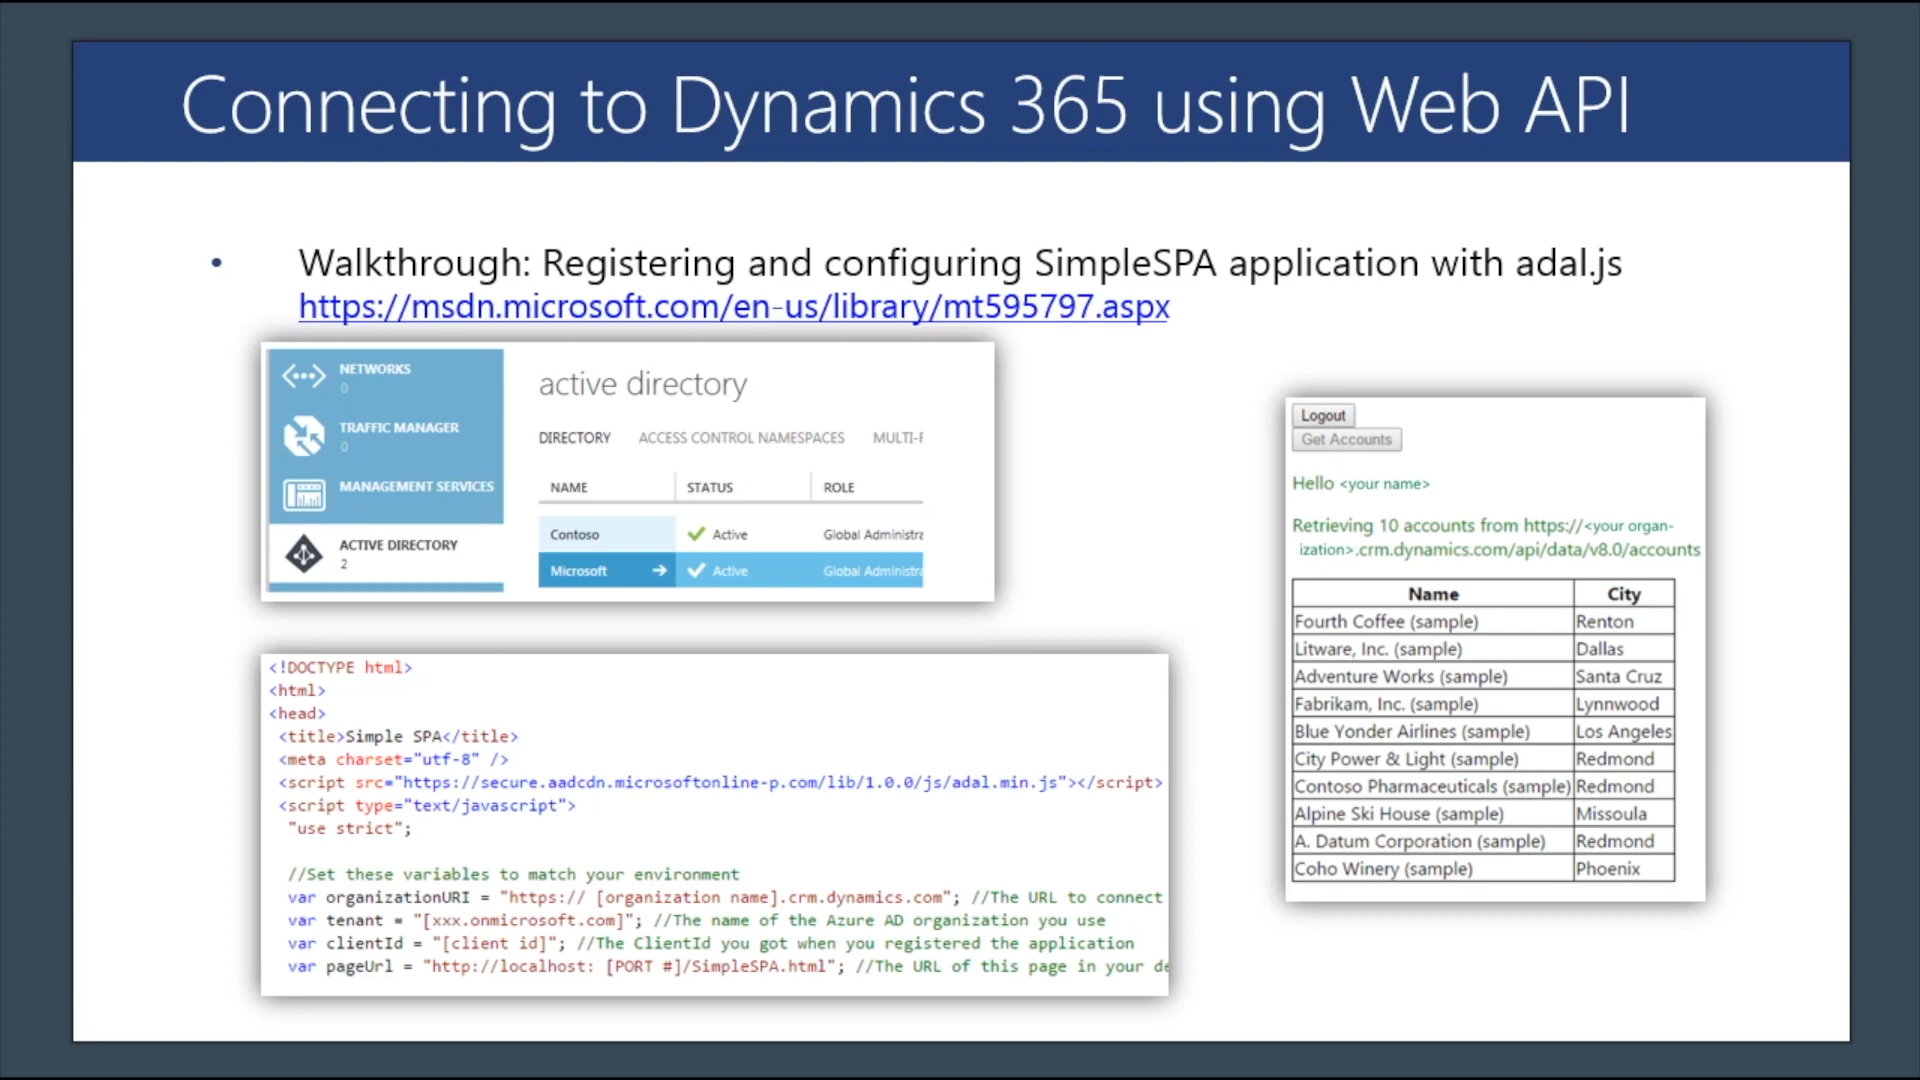 Connecting to Dynamics 365 using Web API
• Walkthrough: Registering and configuring SimpleSPA application with adal.js
https://msdn.microsoft.com/en-us/library/mt595797.aspx
NETWORKS
0
TRAFFIC MANAGER
0
MANAGEMENT SERVICES
ACTIVE DIRECTORY
2
active directory
DIRECTORY ACCESS CONTROL NAMESPACES MULTI-F
NAME STATUS ROLE
Contoso Active Global Administra
Microsoft Active Global Administra
<!DOCTYPE html>
<html>
<head>
<title>Simple SPA</title>
<meta charset="utf-8" />
<script src="https://secure.aadcdn.microsoftonline-p.com/lib/1.0.0/js/adal.min.js"></script>
<script type="text/javascript">
"use strict";
//Set these variables to match your environment
var organizationURI = "https:// [organization name].crm.dynamics.com"; //The URL to connect
var tenant = "[xxx.onmicrosoft.com]"; //The name of the Azure AD organization you use
var clientId = "[client id]"; //The ClientId you got when you registered the application
var pageUrl = "http://localhost: [PORT #]/SimpleSPA.html"; //The URL of this page in your de
Logout
Get Accounts
Hello <your name>
Retrieving 10 accounts from https://<your organ-
ization>.crm.dynamics.com/api/data/v8.0/accounts
Name City
Fourth Coffee (sample) Renton
Litware, Inc. (sample) Dallas
Adventure Works (sample) Santa Cruz
Fabrikam, Inc. (sample) Lynnwood
Blue Yonder Airlines (sample) Los Angeles
City Power & Light (sample) Redmond
Contoso Pharmaceuticals (sample) Redmond
Alpine Ski House (sample) Missoula
A. Datum Corporation (sample) Redmond
Coho Winery (sample) Phoenix